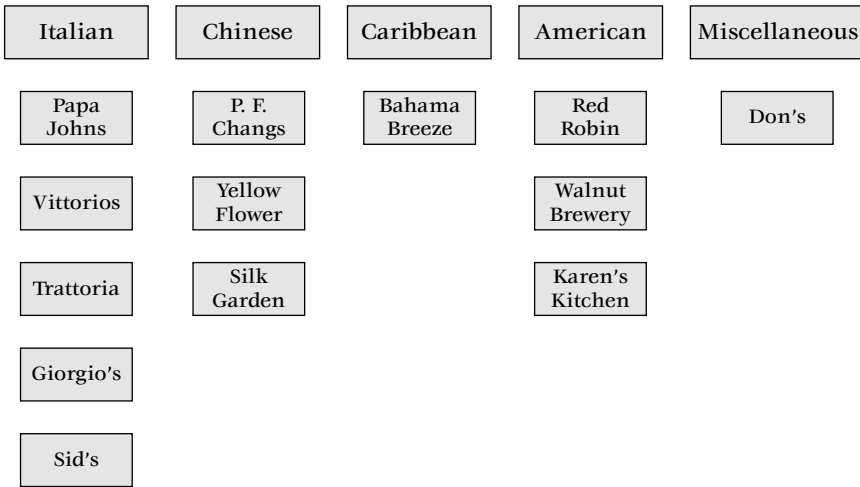 Italian
Chinese
Caribbean
American
Miscellaneous
Papa
Johns
P. F.
Changs
Bahama
Breeze
Red
Robin
Don's
Vittorios
Yellow
Flower
Walnut
Brewery
Trattoria
Silk
Garden
Karen's
Kitchen
Giorgio's
Sid's